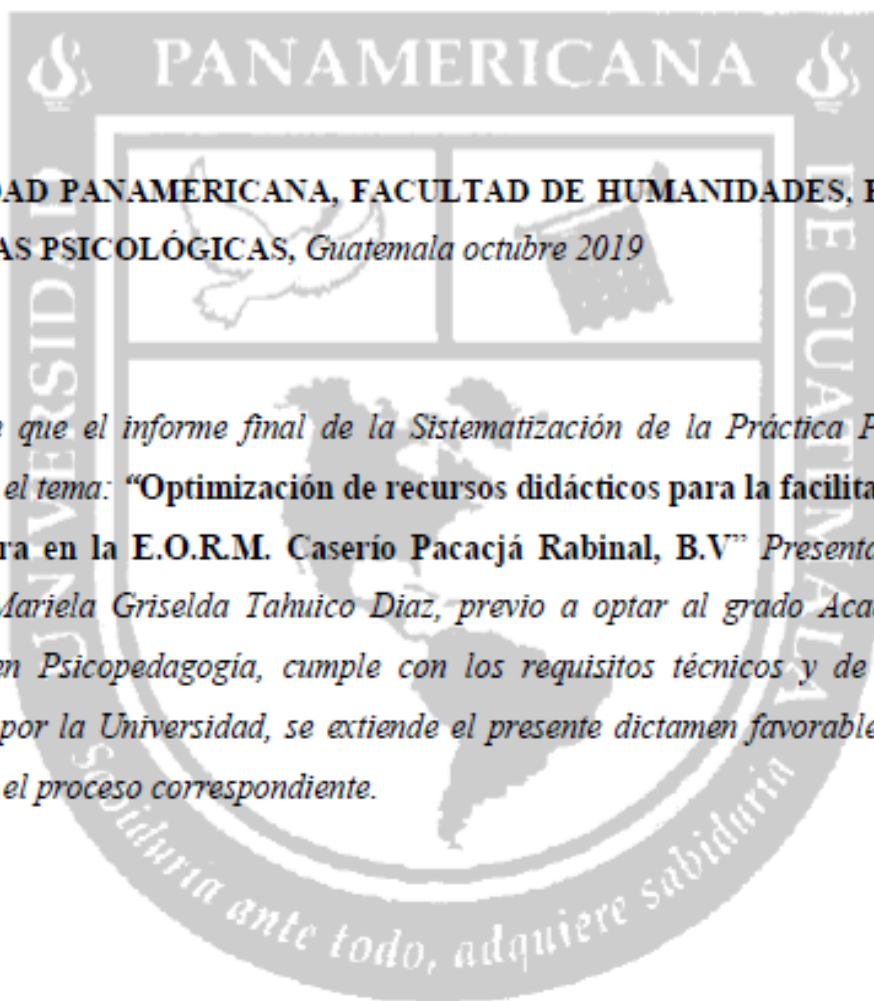 PANAMERICANA
UNIVERSIDAD
DE GUATEMALA
DAD PANAMERICANA, FACULTAD DE HUMANIDADES,
AS PSICOLÓGICAS, Guatemala octubre 2019
que el informe final de la Sistematización de la Práctica P
el tema: “Optimización de recursos didácticos para la facilita
ra en la E.O.R.M. Caserío Pacacjá Rabinal, B.V” Presenta
Mariela Griselda Tahuico Diaz, previo a optar al grado Aca
en Psicopedagogía, cumple con los requisitos técnicos y de
por la Universidad, se extiende el presente dictamen favorable
el proceso correspondiente.
Sabiduría ante todo, adquiere sabiduría